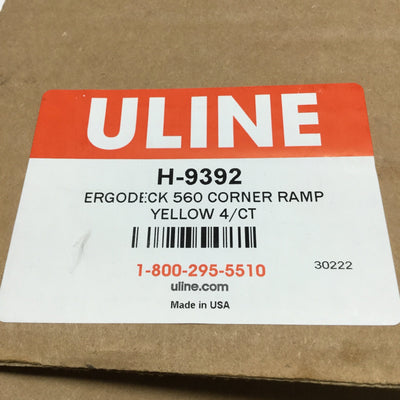 ULINE
H-9392
ERGODECK 560 CORNER RAMP
YELLOW 4/CT
1-800-295-5510
30222
uline.com
Made in USA